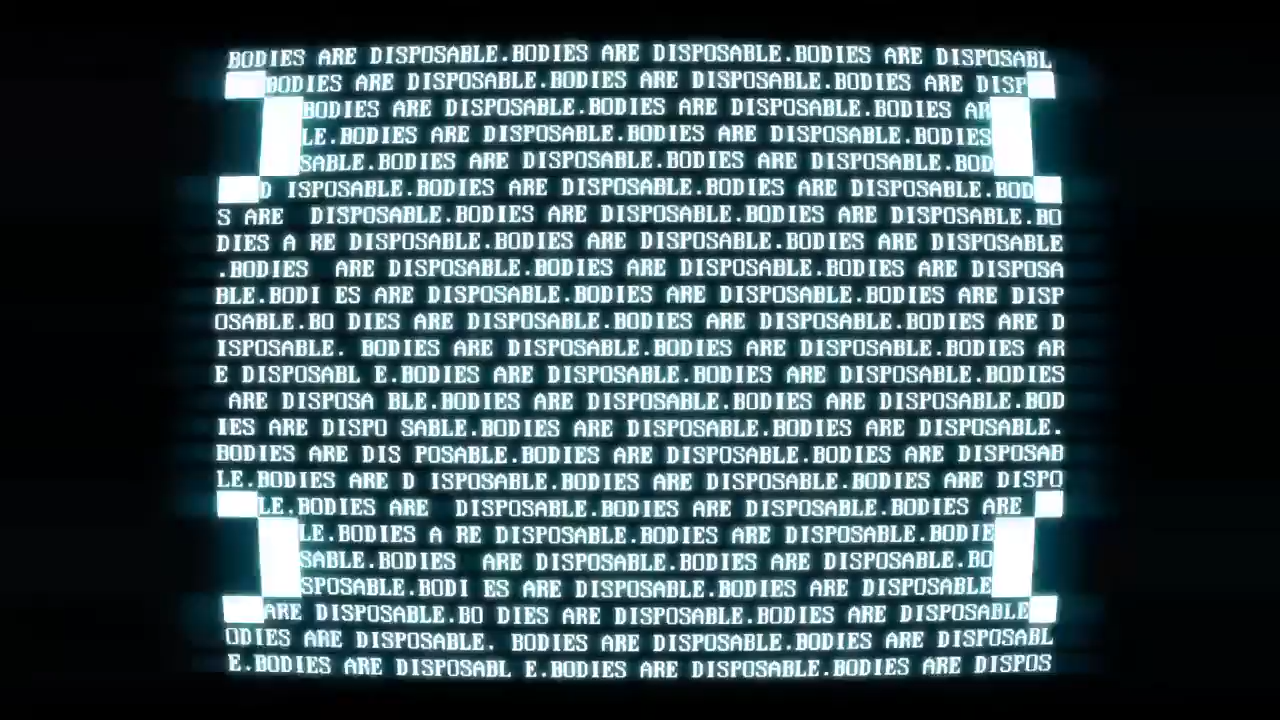 BODIES ARE DISPOSABLE.BODIES ARE DISPOSABLE.BODIES ARE DISPOSABL
BODIES ARE DISPOSABLE.BODIES ARE DISPOSABLE.BODIES ARE DISP
BODIES ARE DISPOSABLE.BODIES ARE DISPOSABLE.BODIES AR
LE.BODIES ARE DISPOSABLE.BODIES ARE DISPOSABLE.BODIES
SABLE.BODIES ARE DISPOSABLE.BODIES ARE DISPOSABLE.BOD
D ISPOSABLE.BODIES ARE DISPOSABLE.BODIES ARE DISPOSABLE.BOD
S ARE  DISPOSABLE.BODIES ARE DISPOSABLE.BODIES ARE DISPOSABLE.BO
DIES A RE DISPOSABLE.BODIES ARE DISPOSABLE.BODIES ARE DISPOSABLE
.BODIES  ARE DISPOSABLE.BODIES ARE DISPOSABLE.BODIES ARE DISPOSA
BLE.BODI ES ARE DISPOSABLE.BODIES ARE DISPOSABLE.BODIES ARE DISP
OSABLE.BO DIES ARE DISPOSABLE.BODIES ARE DISPOSABLE.BODIES ARE D
ISPOSABLE. BODIES ARE DISPOSABLE.BODIES ARE DISPOSABLE.BODIES AR
E DISPOSABL E.BODIES ARE DISPOSABLE.BODIES ARE DISPOSABLE.BODIES
ARE DISPOSA BLE.BODIES ARE DISPOSABLE.BODIES ARE DISPOSABLE.BOD
IES ARE DISPO SABLE.BODIES ARE DISPOSABLE.BODIES ARE DISPOSABLE.
BODIES ARE DIS POSABLE.BODIES ARE DISPOSABLE.BODIES ARE DISPOSAB
LE.BODIES ARE D ISPOSABLE.BODIES ARE DISPOSABLE.BODIES ARE DISPO
LE.BODIES ARE  DISPOSABLE.BODIES ARE DISPOSABLE.BODIES ARE
LE.BODIES A RE DISPOSABLE.BODIES ARE DISPOSABLE.BODIE
SABLE.BODIES  ARE DISPOSABLE.BODIES ARE DISPOSABLE.BO
SPOSABLE.BODI ES ARE DISPOSABLE.BODIES ARE DISPOSABLE
ARE DISPOSABLE.BO DIES ARE DISPOSABLE.BODIES ARE DISPOSABLE
ODIES ARE DISPOSABLE. BODIES ARE DISPOSABLE.BODIES ARE DISPOSABL
E.BODIES ARE DISPOSABL E.BODIES ARE DISPOSABLE.BODIES ARE DISPOS